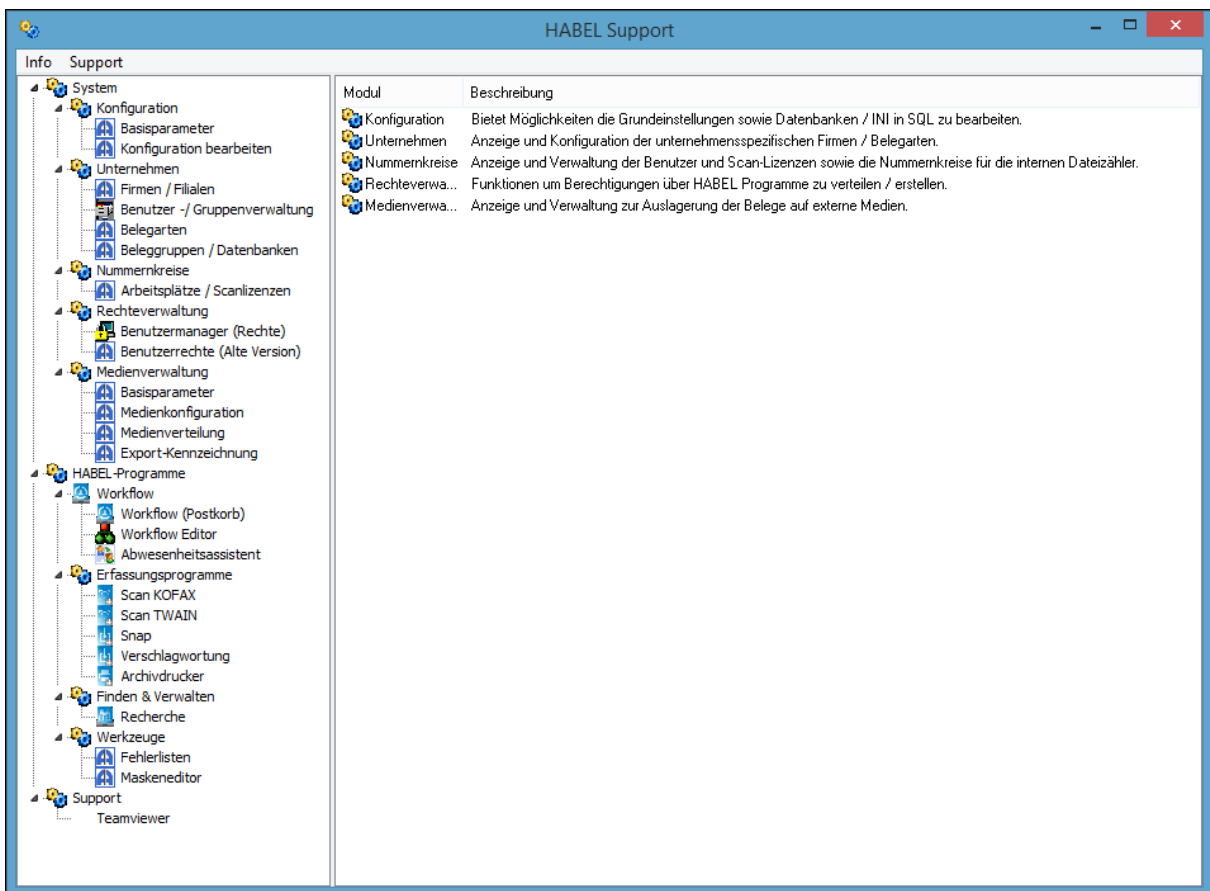 HABEL Support
Info Support
System
Konfiguration
Basisparameter
Konfiguration bearbeiten
Unternehmen
Firmen / Filialen
Benutzer -/ Gruppenverwaltung
Belegarten
Beleggruppen / Datenbanken
Nummernkreise
Arbeitsplätze / Scanlizenzen
Rechteverwaltung
Benutzermanager (Rechte)
Benutzerrechte (Alte Version)
Medienverwaltung
Basisparameter
Medienkonfiguration
Medienverteilung
Export-Kennzeichnung
HABEL-Programme
Workflow
Workflow (Postkorb)
Workflow Editor
Abwesenheitsassistent
Erfassungsprogramme
Scan KOFAX
Scan TWAIN
Snap
Verschlagwortung
Archivdrucker
Finden & Verwalten
Recherche
Werkzeuge
Fehlerlisten
Maskeneditor
Support
Teamviewer
Modul Beschreibung
Konfiguration Bietet Möglichkeiten die Grundeinstellungen sowie Datenbanken / INI in SQL zu bearbeiten.
Unternehmen Anzeige und Konfiguration der unternehmensspezifischen Firmen / Belegarten.
Nummernkreise Anzeige und Verwaltung der Benutzer und Scan-Lizenzen sowie die Nummernkreise für die internen Dateizähler.
Rechteverwa... Funktionen um Berechtigungen über HABEL Programme zu verteilen / erstellen.
Medienverwa... Anzeige und Verwaltung zur Auslagerung der Belege auf externe Medien.